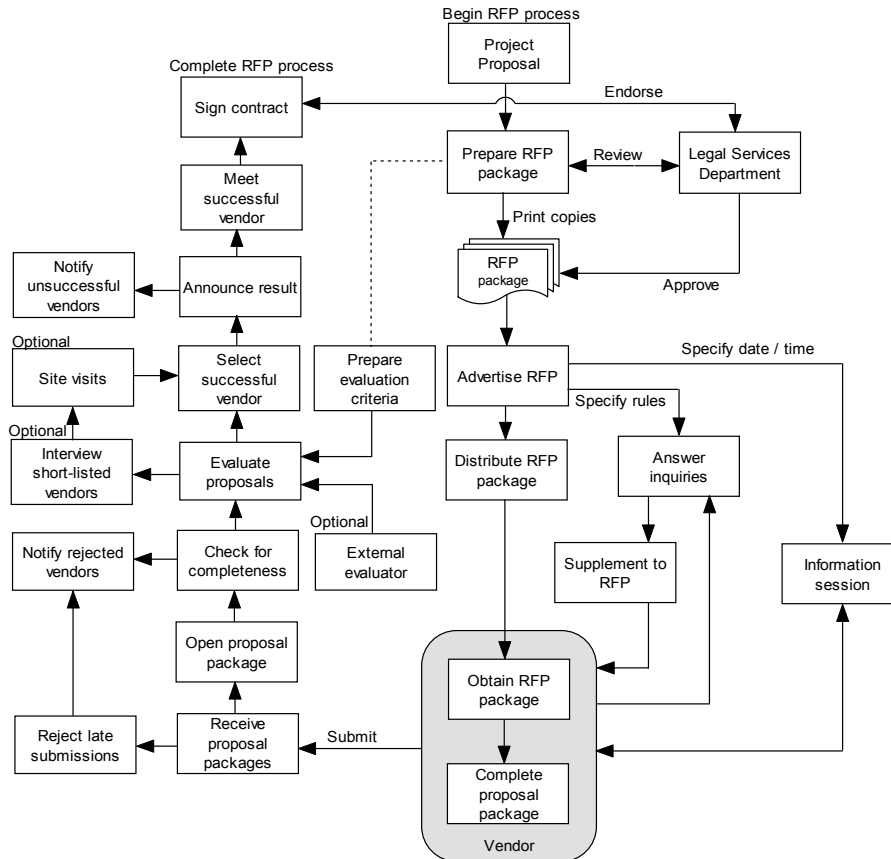 Begin RFP process
Project
Proposal
Complete RFP process
Sign contract
Endorse
Prepare RFP
package
Review
Legal Services
Department
Meet
successful
vendor
Print copies
RFP
package
Approve
Notify
unsuccessful
vendors
Announce result
Optional
Site visits
Select
successful
vendor
Prepare
evaluation
criteria
Advertise RFP
Specify date / time
Specify rules
Optional
Interview
short-listed
vendors
Evaluate
proposals
Distribute RFP
package
Answer
inquiries
Optional
Notify rejected
vendors
Check for
completeness
External
evaluator
Supplement to
RFP
Information
session
Open proposal
package
Obtain RFP
package
Reject late
submissions
Receive
proposal
packages
Submit
Complete
proposal
package
Vendor